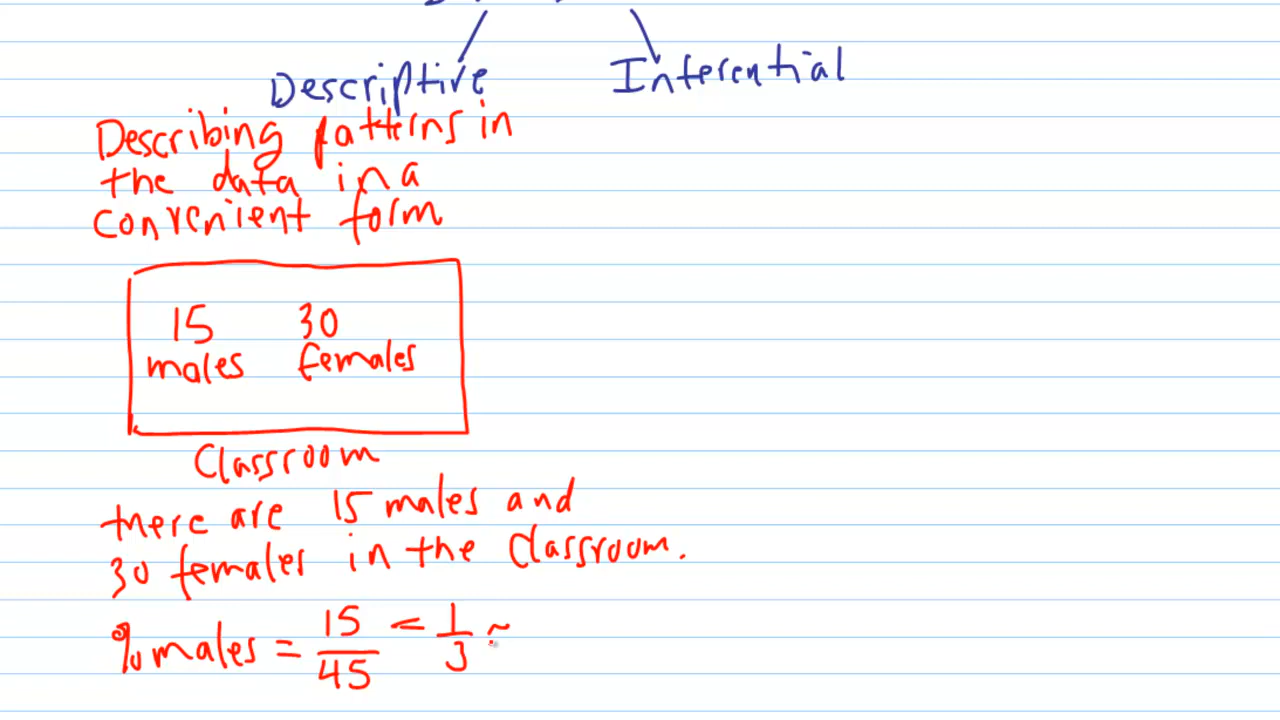 Descriptive Inferential
Describing patterns in
the data in a
convenient form
15 30
males females
Classroom
there are 15 males and
30 females in the classroom.
% males = 15/45 = 1/3 ~